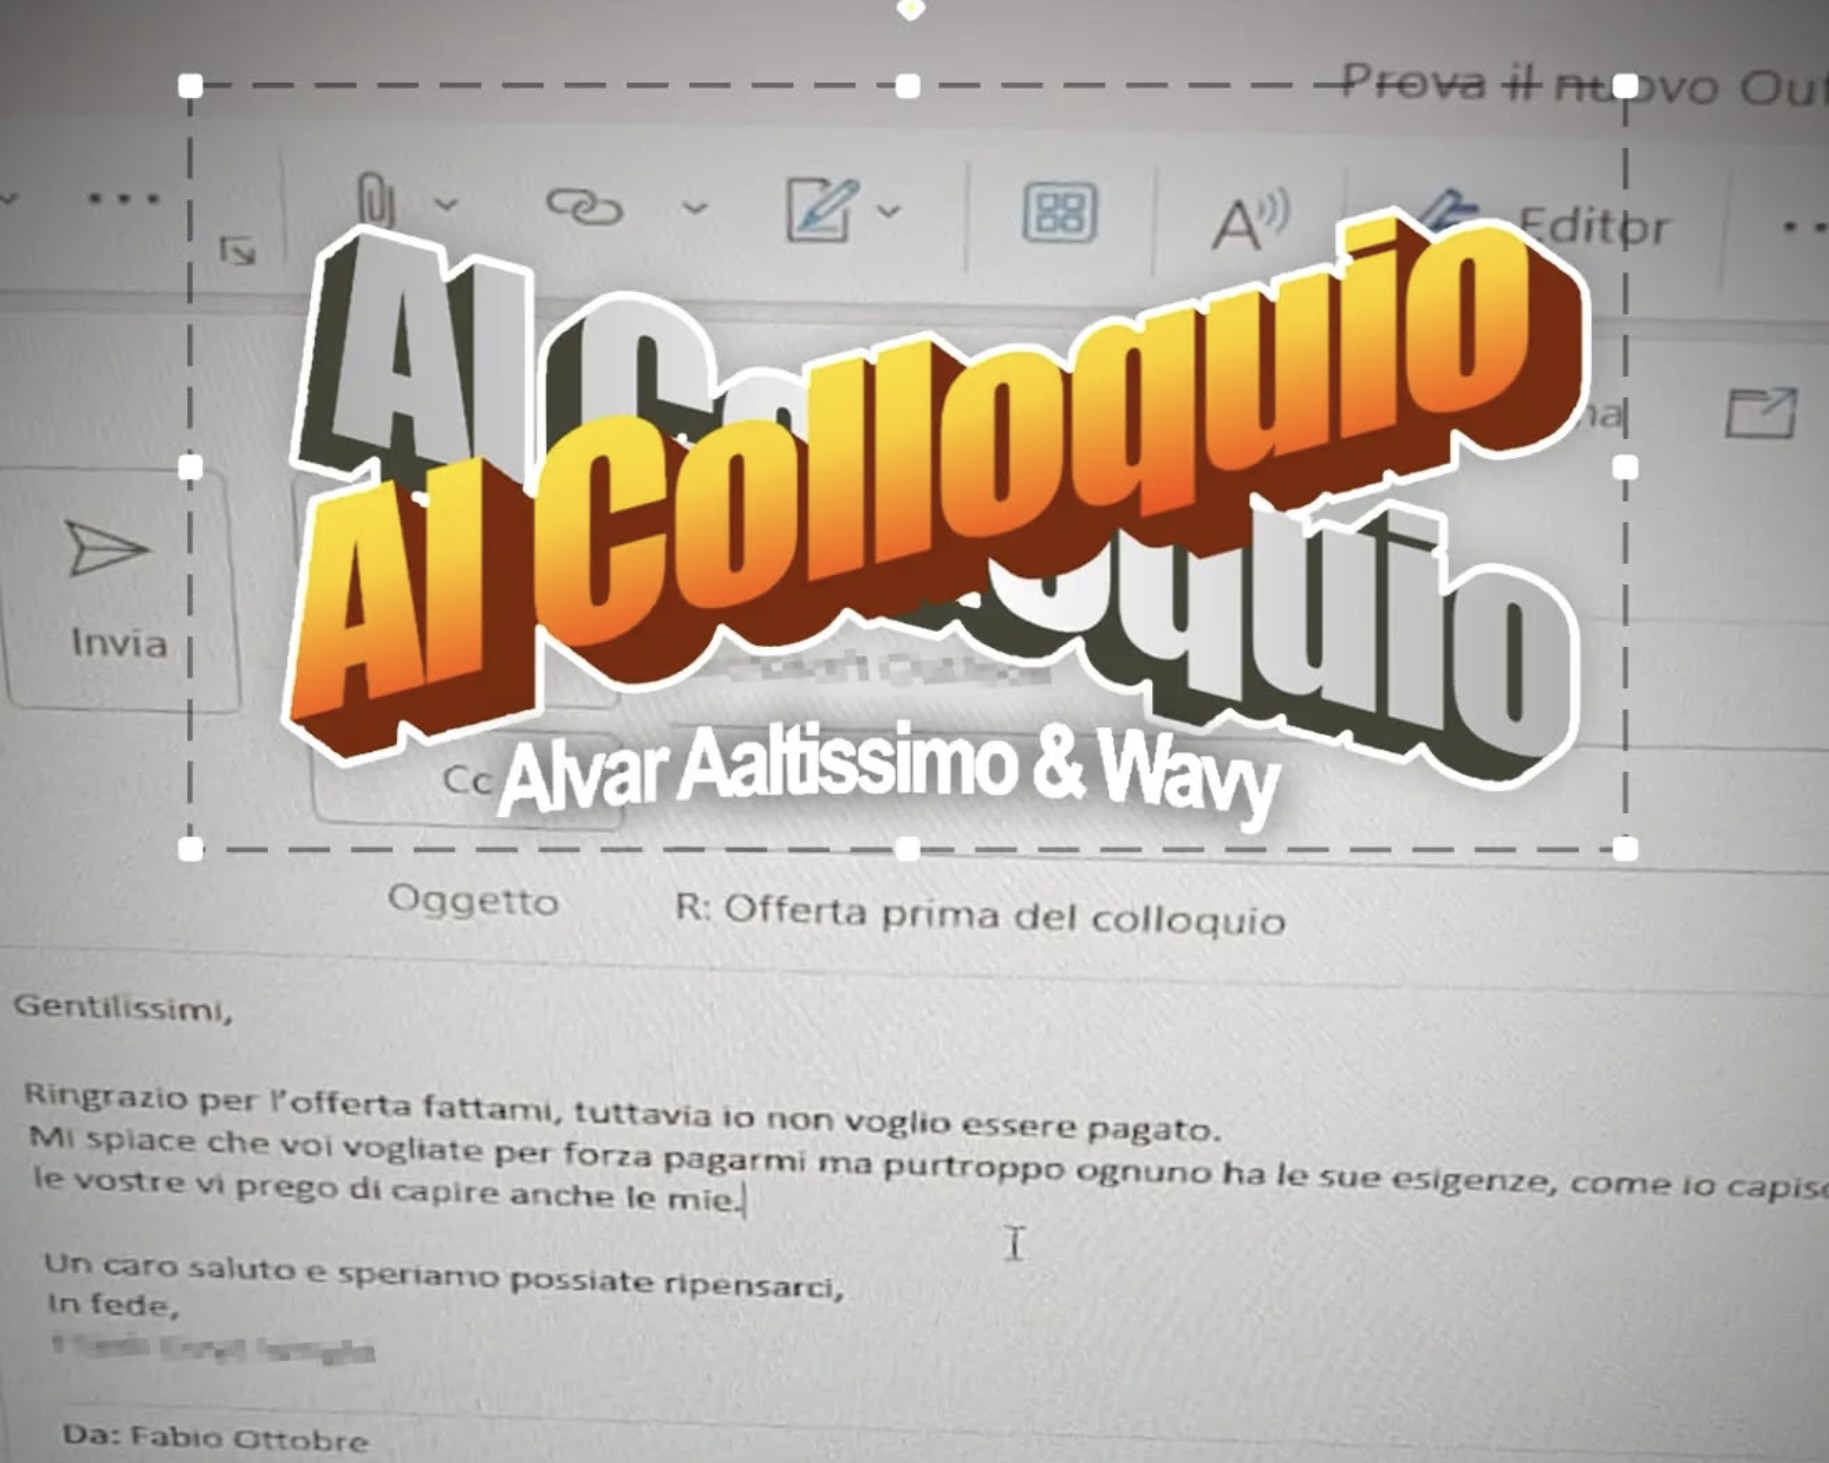 Prova il nuovo
Editor
Al Colloquio
Al Colloquio
Invia
Alvar Aaltissimo & Wavy
Cc
Oggetto
R: Offerta prima del colloquio
Gentilissimi,
Ringrazio per l'offerta fattami, tuttavia io non voglio essere pagato.
Mi spiace che voi vogliate per forza pagarmi ma purtroppo ognuno ha le sue esigenze, come io
le vostre vi prego di capire anche le mie.
Un caro saluto e speriamo possiate ripensarci,
In fede,
Da: Fabio Ottobre